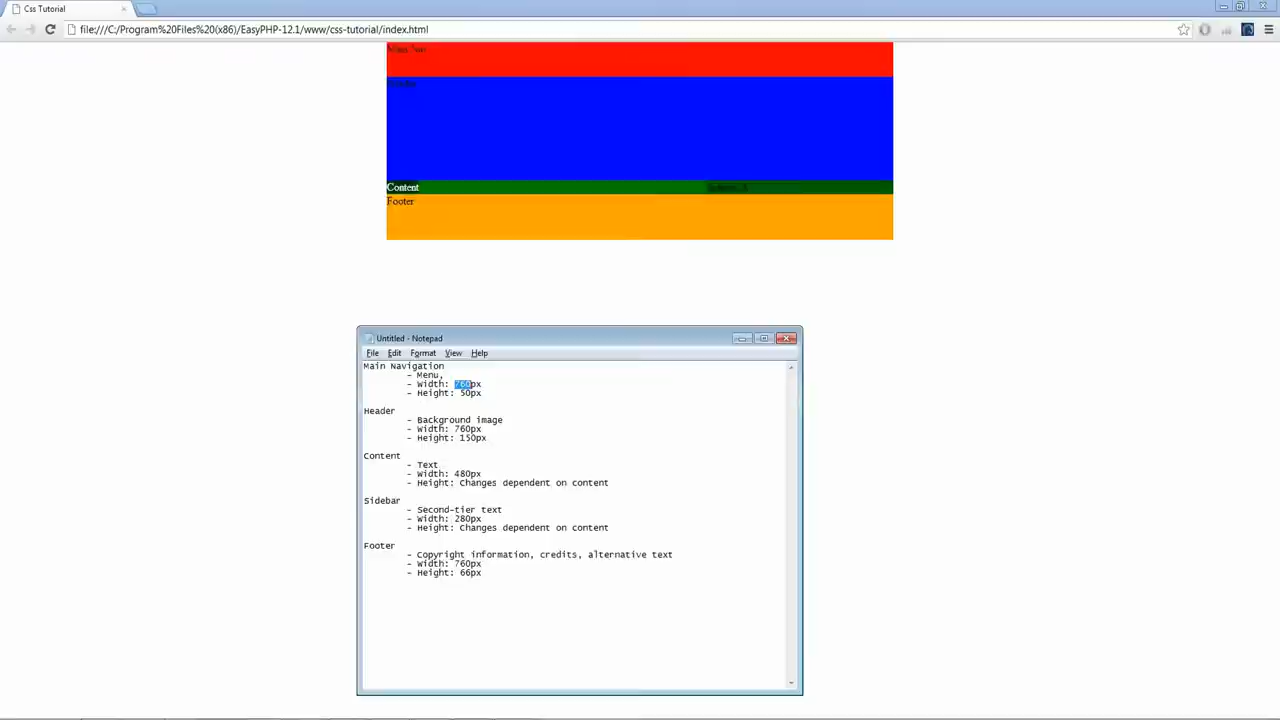 Css Tutorial
file:///C:/Program%20Files%20(x86)/EasyPHP-12.1/www/css-tutorial/index.html
Content
Footer
Untitled - Notepad
File Edit Format View Help
Main Navigation
- Menu,
- Width: 760px
- Height: 50px
Header
- Background image
- Width: 760px
- Height: 150px
Content
- Text
- Width: 480px
- Height: Changes dependent on content
Sidebar
- Second-tier text
- Width: 280px
- Height: Changes dependent on content
Footer
- Copyright information, credits, alternative text
- Width: 760px
- Height: 66px